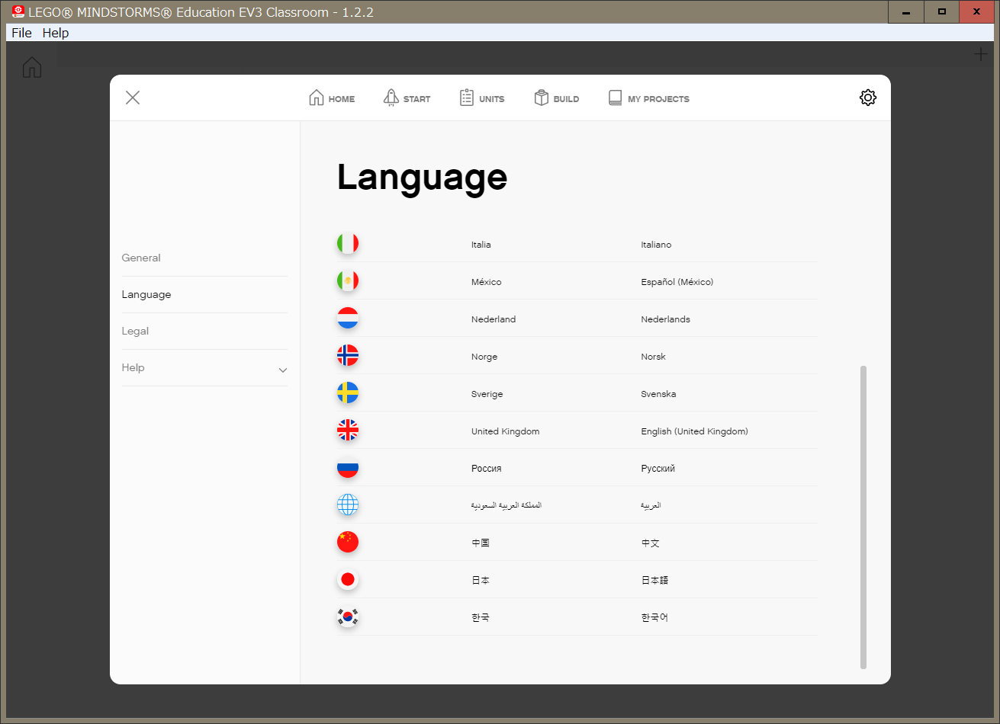 LEGO® MINDSTORMS® Education EV3 Classroom - 1.2.2
File Help
HOME START UNITS BUILD MY PROJECTS
Language
General
Language
Legal
Help
Italia Italiano
México Español (México)
Nederland Nederlands
Norge Norsk
Sverige Svenska
United Kingdom English (United Kingdom)
Россия Русский
المملكة العربية السعودية العربية
中国 中文
日本 日本語
한국 한국어